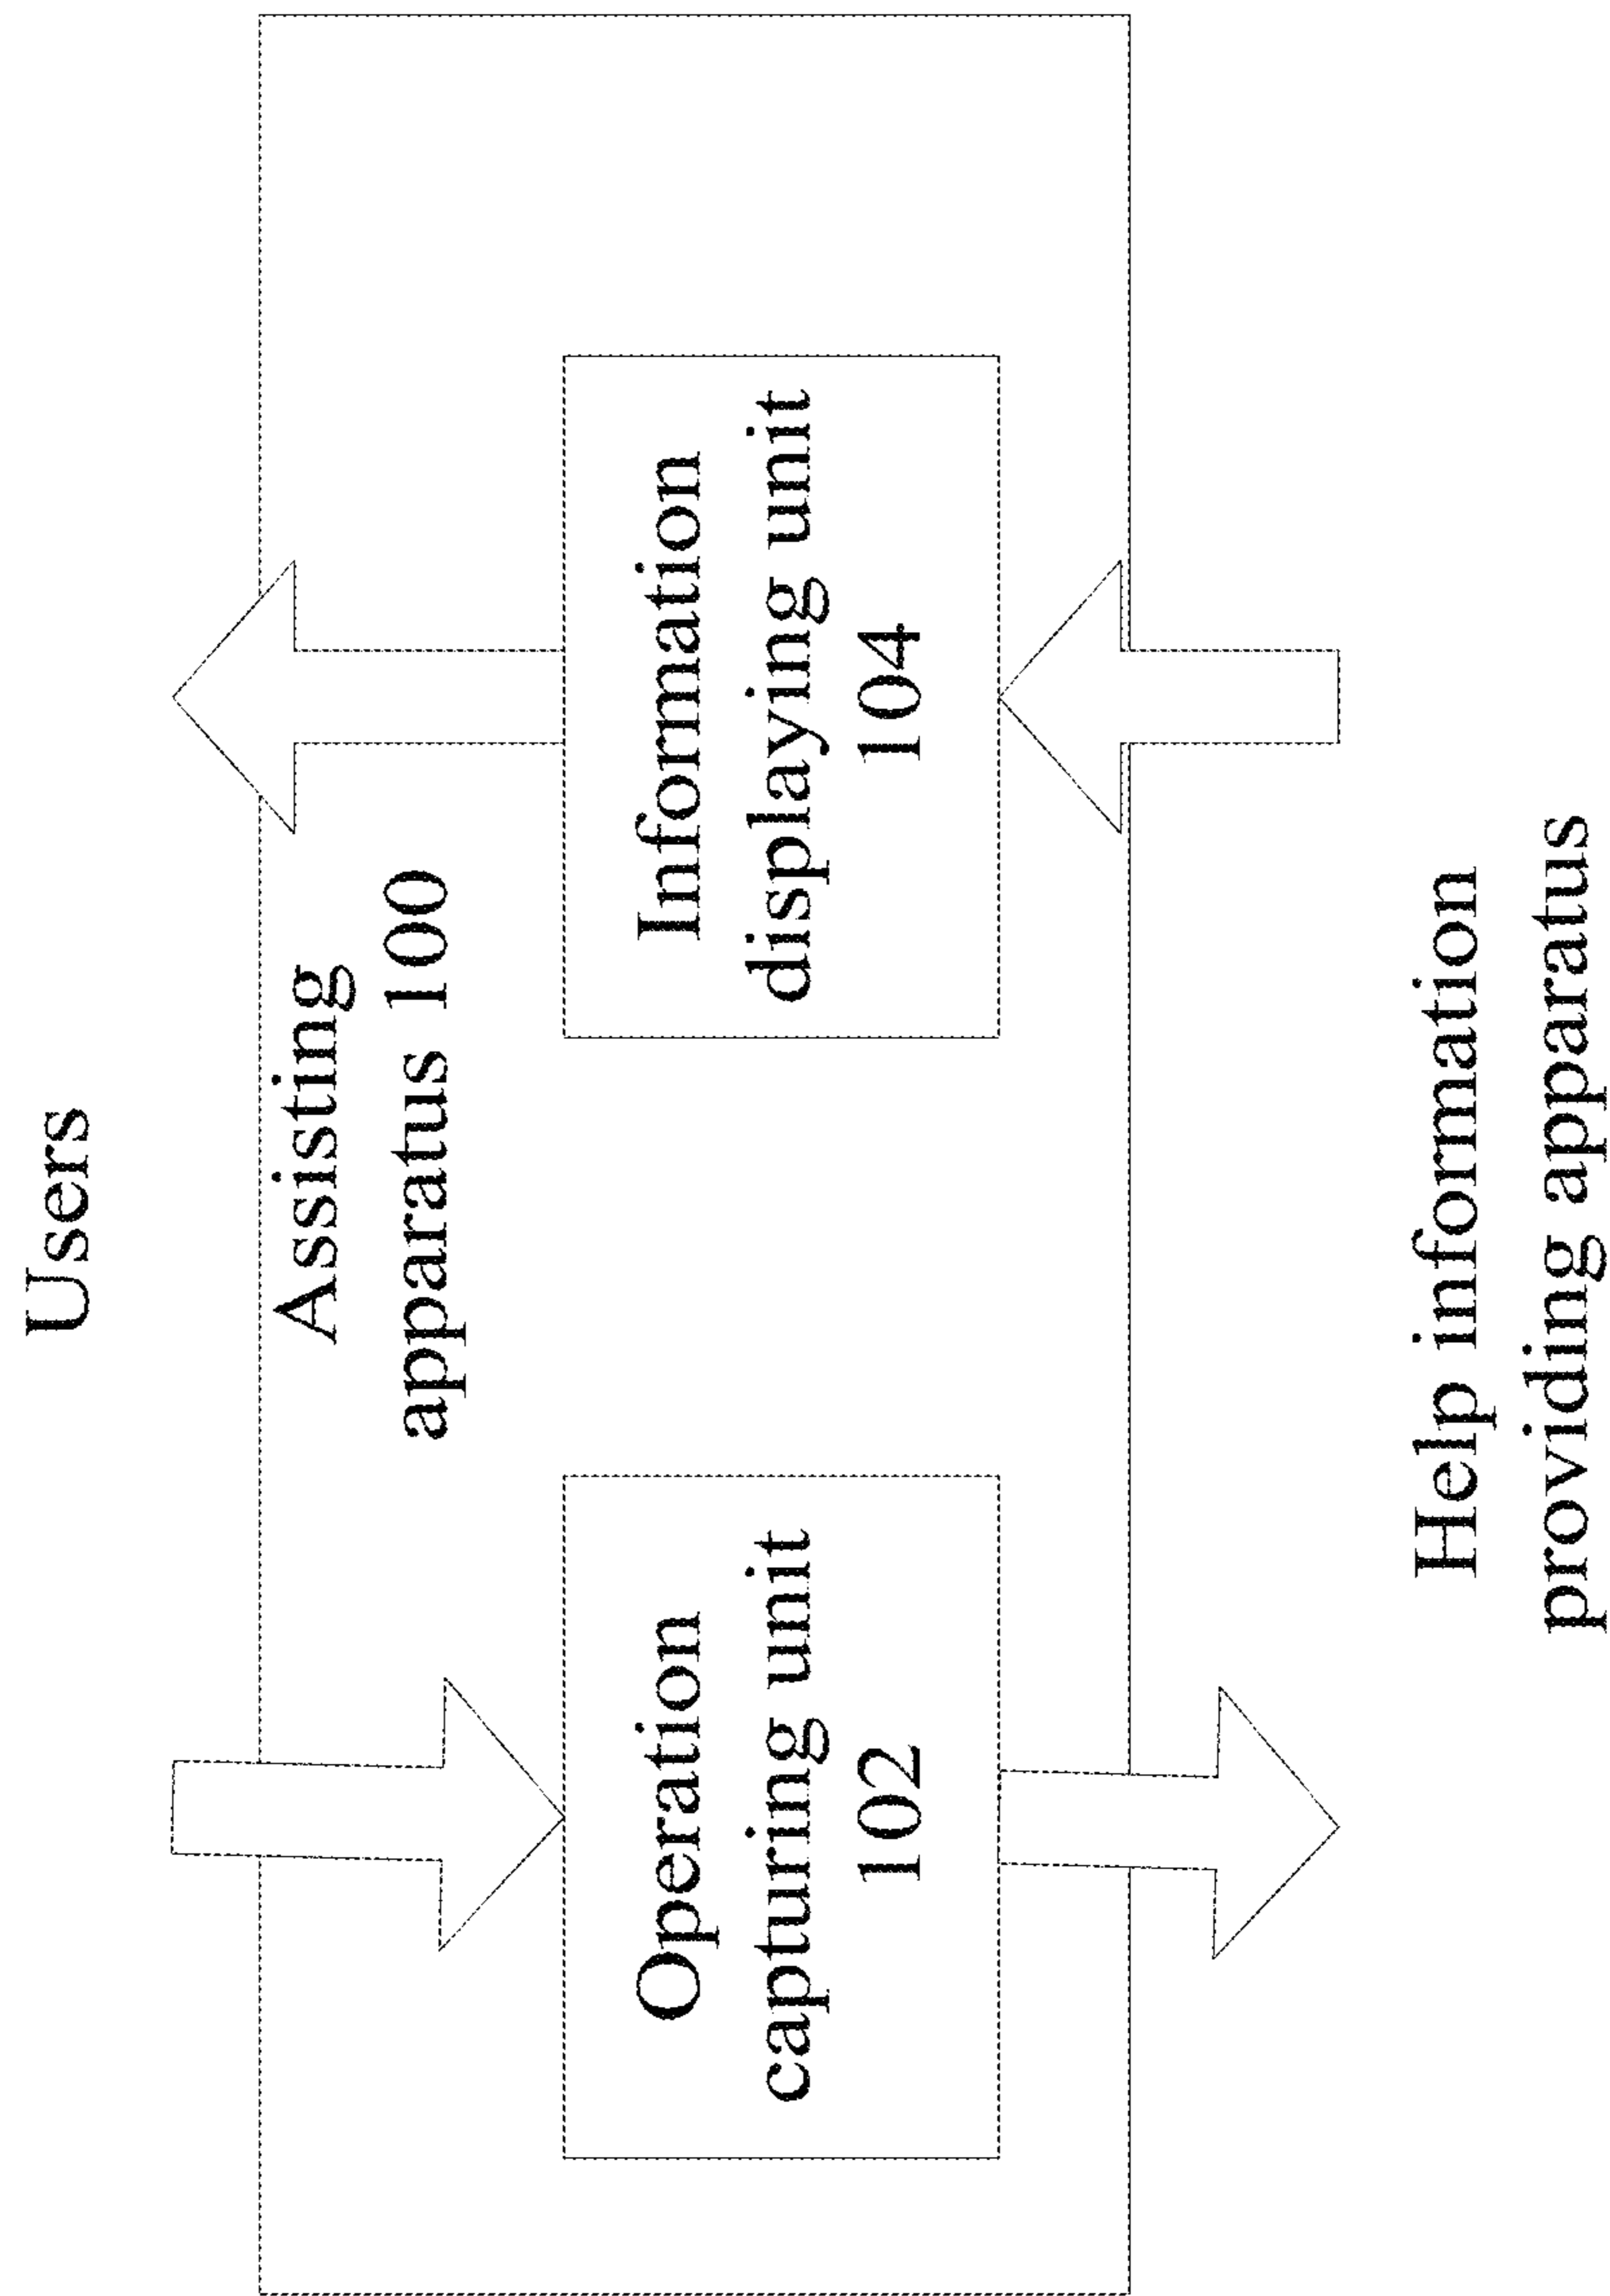 Users
Assisting
apparatus 100
Operation
capturing unit
102
Information
displaying unit
104
Help information
providing apparatus